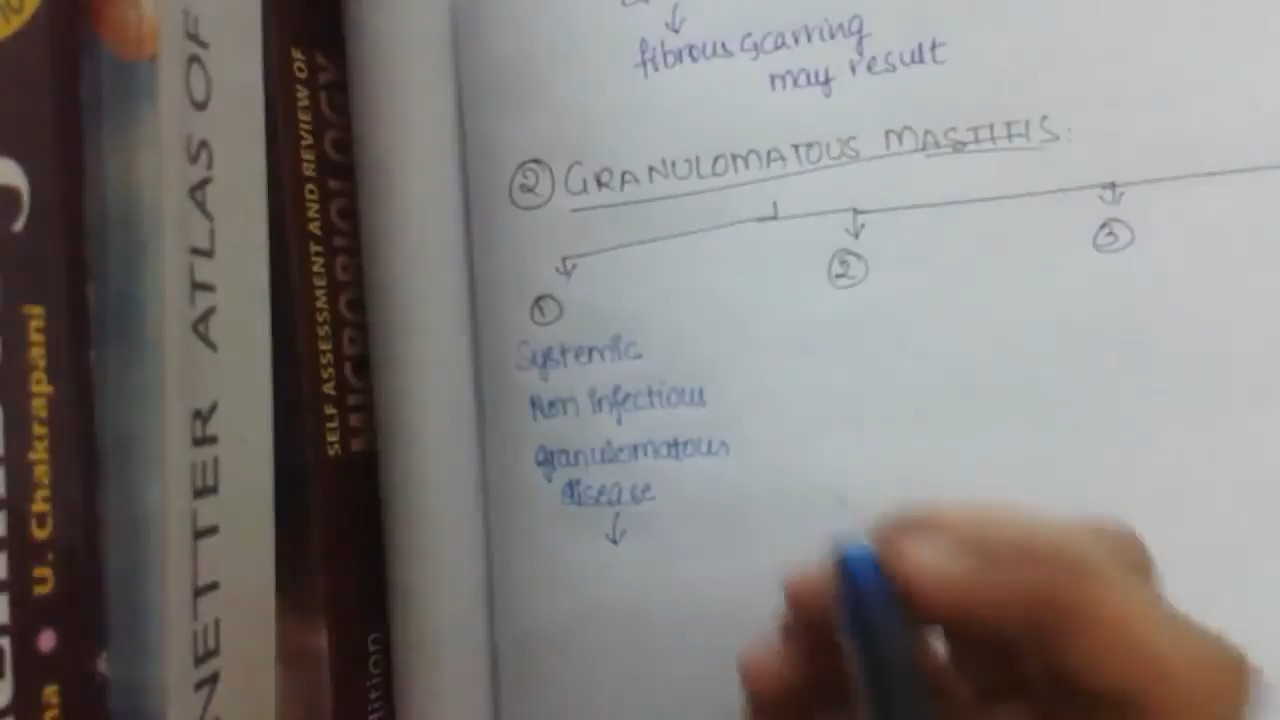 10
U. Chakrapani
NETTER ATLAS OF
SELF ASSESSMENT AND REVIEW OF
MICROBIOLOGY
fibrous scarring
may result
② GRANULOMATOUS MASTITIS:
① ② ③
Systemic
Non infectious
granulomatous
disease